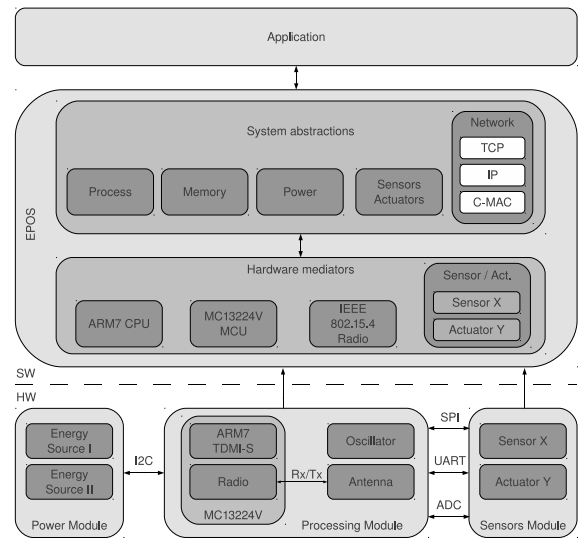 Application
System abstractions
Network
TCP
IP
C-MAC
Process
Memory
Power
Sensors
Actuators
EPOS
Hardware mediators
Sensor / Act.
Sensor X
Actuator Y
ARM7 CPU
MC13224V
MCU
IEEE
802.15.4
Radio
SW
HW
Energy
Source I
Energy
Source II
Power Module
I2C
ARM7
TDMI-S
Radio
MC13224V
Rx/Tx
Oscillator
Antenna
Processing Module
SPI
UART
ADC
Sensor X
Actuator Y
Sensors Module